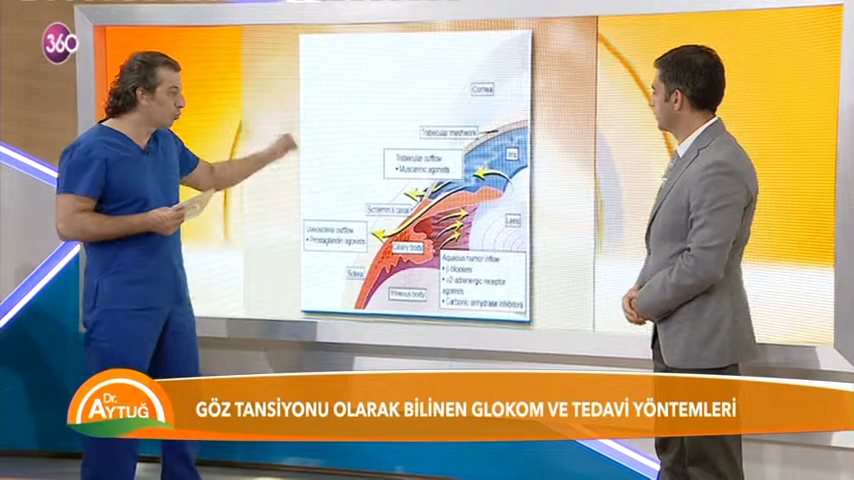 360
Cornea
Trabecular meshwork
Iris
Trabecular outflow
• Muscarinic agonists
Schlemm's canal
Lens
Uveoscleral outflow
• Prostaglandin agonists
Ciliary body
Aqueous humor inflow
• β-blockers
• α2-adrenergic receptor
agonists
• Carbonic anhydrase inhibitors
Sclera
Vitreous body
Dr.
AYTUĞ
GÖZ TANSİYONU OLARAK BİLİNEN GLOKOM VE TEDAVİ YÖNTEMLERİ